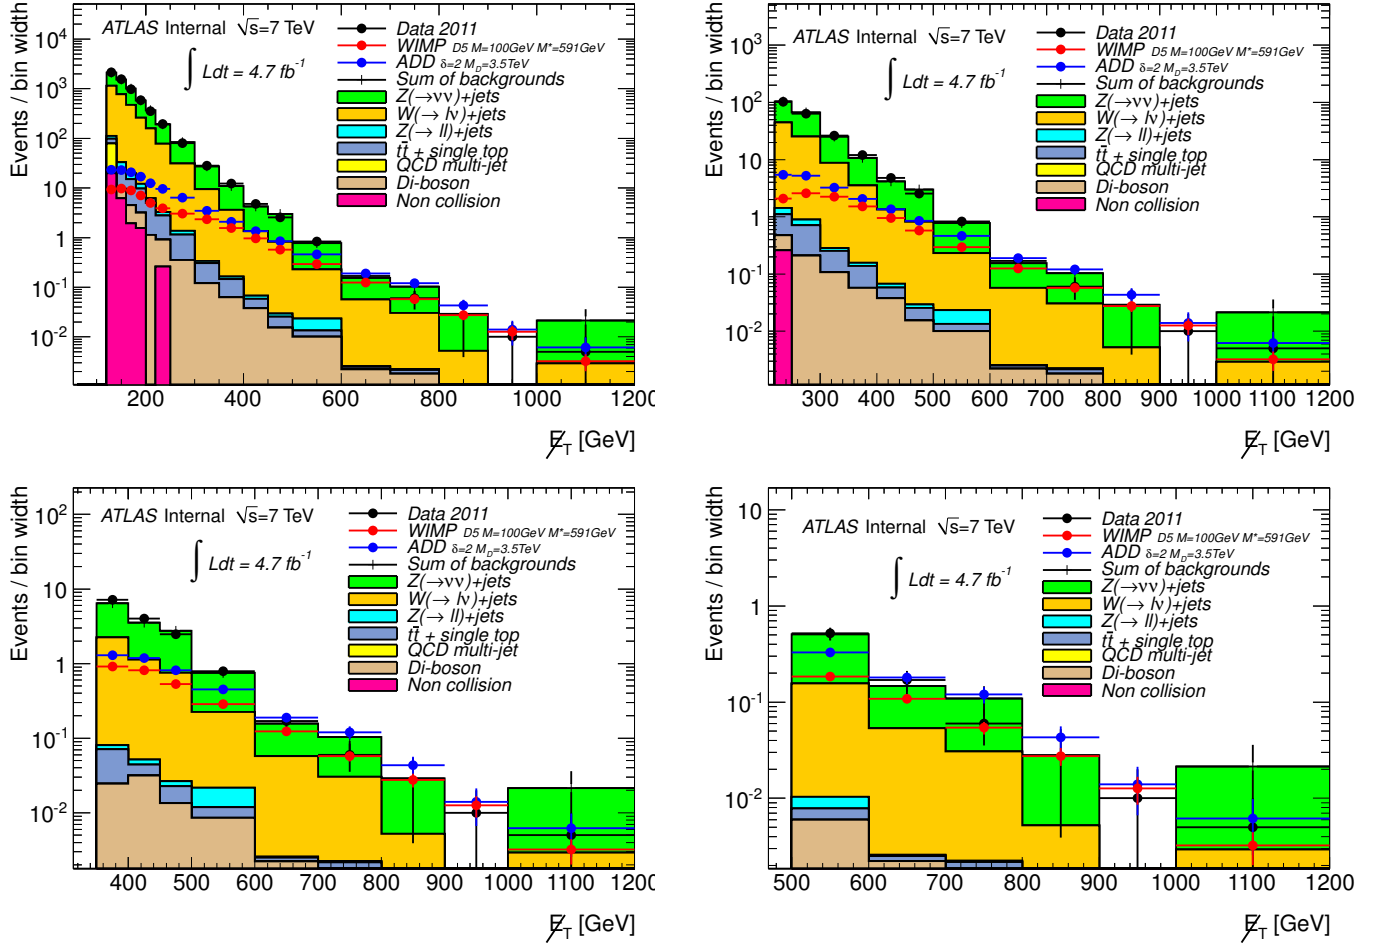 Events / bin width
10⁴
10³
10²
10
1
10⁻¹
10⁻²
ATLAS Internal √s=7 TeV
∫ Ldt = 4.7 fb⁻¹
Data 2011
WIMP D5 M=100GeV M*=591GeV
ADD δ=2 M_D=3.5TeV
Sum of backgrounds
Z(→νν)+jets
W(→ lν)+jets
Z(→ ll)+jets
tt̄ + single top
QCD multi-jet
Di-boson
Non collision
200 400 600 800 1000 1200
E̸_T [GeV]
Events / bin width
10³
10²
10
1
10⁻¹
10⁻²
ATLAS Internal √s=7 TeV
∫ Ldt = 4.7 fb⁻¹
Data 2011
WIMP D5 M=100GeV M*=591GeV
ADD δ=2 M_D=3.5TeV
Sum of backgrounds
Z(→νν)+jets
W(→ lν)+jets
Z(→ ll)+jets
tt̄ + single top
QCD multi-jet
Di-boson
Non collision
300 400 500 600 700 800 900 1000 1100 1200
E̸_T [GeV]
Events / bin width
10²
10
1
10⁻¹
10⁻²
ATLAS Internal √s=7 TeV
∫ Ldt = 4.7 fb⁻¹
Data 2011
WIMP D5 M=100GeV M*=591GeV
ADD δ=2 M_D=3.5TeV
Sum of backgrounds
Z(→νν)+jets
W(→ lν)+jets
Z(→ ll)+jets
tt̄ + single top
QCD multi-jet
Di-boson
Non collision
400 500 600 700 800 900 1000 1100 1200
E̸_T [GeV]
Events / bin width
10
1
10⁻¹
10⁻²
ATLAS Internal √s=7 TeV
∫ Ldt = 4.7 fb⁻¹
Data 2011
WIMP D5 M=100GeV M*=591GeV
ADD δ=2 M_D=3.5TeV
Sum of backgrounds
Z(→νν)+jets
W(→ lν)+jets
Z(→ ll)+jets
tt̄ + single top
QCD multi-jet
Di-boson
Non collision
500 600 700 800 900 1000 1100 1200
E̸_T [GeV]